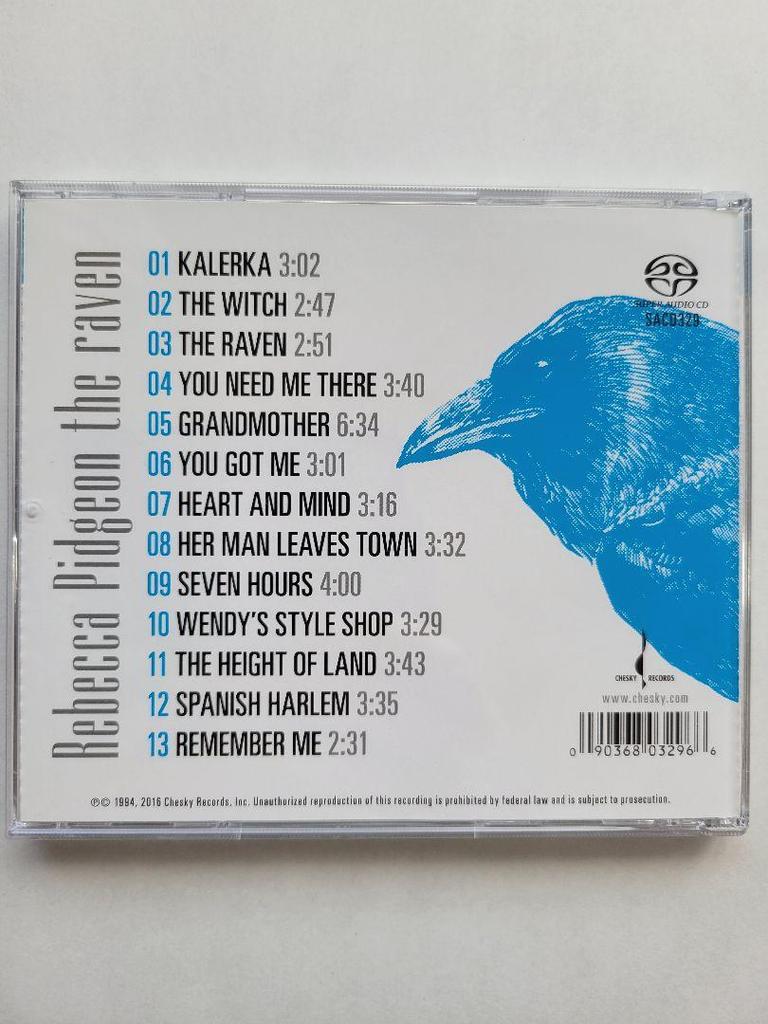 Rebecca Pidgeon the raven
01 KALERKA 3:02
02 THE WITCH 2:47
03 THE RAVEN 2:51
04 YOU NEED ME THERE 3:40
05 GRANDMOTHER 6:34
06 YOU GOT ME 3:01
07 HEART AND MIND 3:16
08 HER MAN LEAVES TOWN 3:32
09 SEVEN HOURS 4:00
10 WENDY'S STYLE SHOP 3:29
11 THE HEIGHT OF LAND 3:43
12 SPANISH HARLEM 3:35
13 REMEMBER ME 2:31
SUPER AUDIO CD
SACD329
CHESKY RECORDS
www.chesky.com
0 90368 03296 6
℗© 1994, 2016 Chesky Records, Inc. Unauthorized reproduction of this recording is prohibited by federal law and is subject to prosecution.